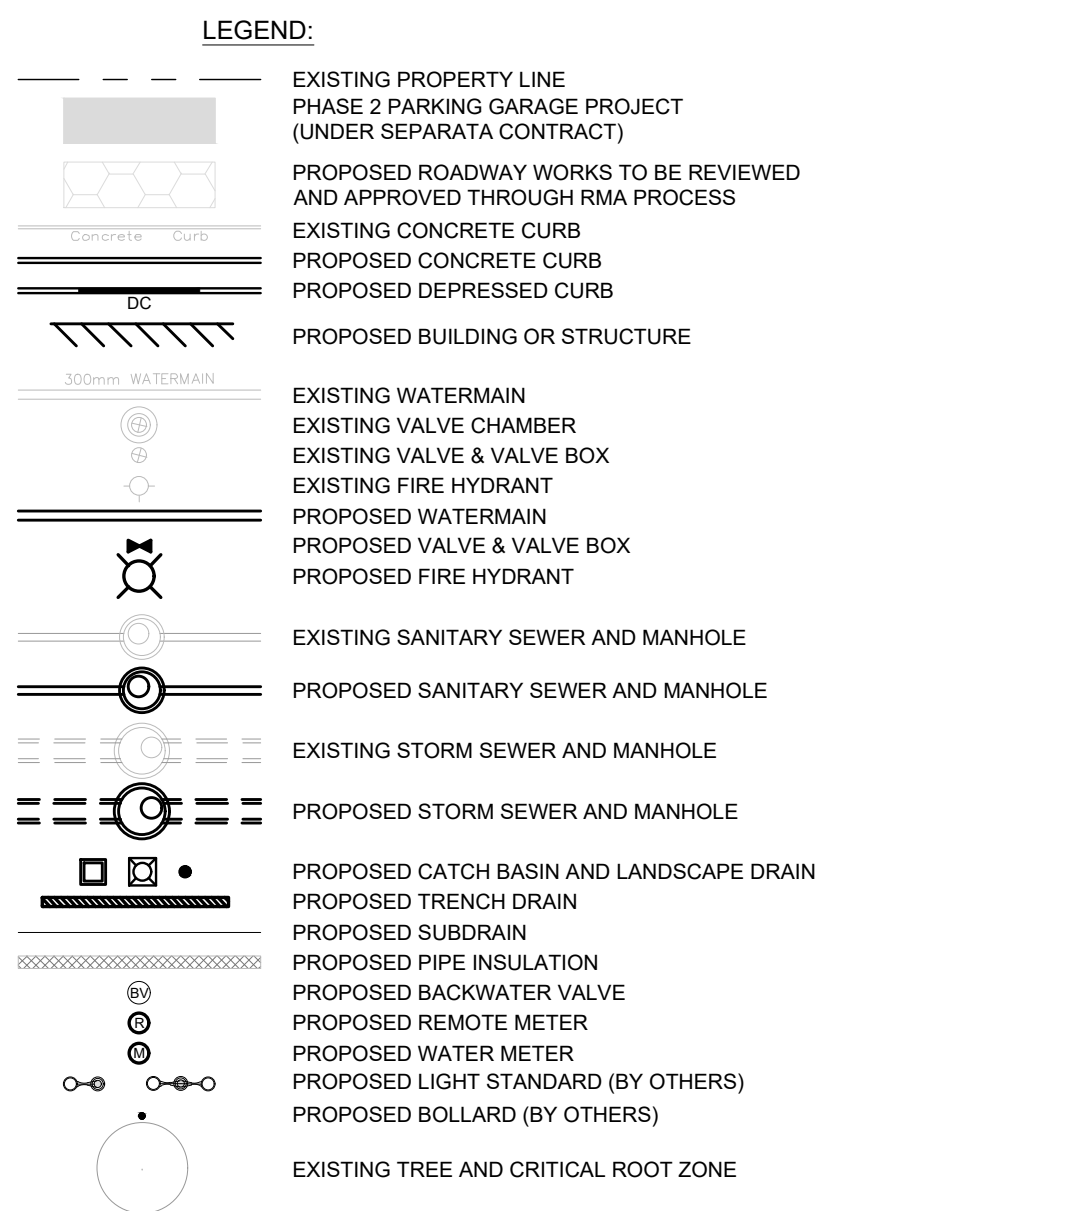 LEGEND:
EXISTING PROPERTY LINE
PHASE 2 PARKING GARAGE PROJECT
(UNDER SEPARATA CONTRACT)
PROPOSED ROADWAY WORKS TO BE REVIEWED
AND APPROVED THROUGH RMA PROCESS
Concrete Curb EXISTING CONCRETE CURB
PROPOSED CONCRETE CURB
PROPOSED DEPRESSED CURB
DC
PROPOSED BUILDING OR STRUCTURE
300mm WATERMAIN
EXISTING WATERMAIN
EXISTING VALVE CHAMBER
EXISTING VALVE & VALVE BOX
EXISTING FIRE HYDRANT
PROPOSED WATERMAIN
PROPOSED VALVE & VALVE BOX
PROPOSED FIRE HYDRANT
EXISTING SANITARY SEWER AND MANHOLE
PROPOSED SANITARY SEWER AND MANHOLE
EXISTING STORM SEWER AND MANHOLE
PROPOSED STORM SEWER AND MANHOLE
PROPOSED CATCH BASIN AND LANDSCAPE DRAIN
PROPOSED TRENCH DRAIN
PROPOSED SUBDRAIN
PROPOSED PIPE INSULATION
BV PROPOSED BACKWATER VALVE
R PROPOSED REMOTE METER
M PROPOSED WATER METER
PROPOSED LIGHT STANDARD (BY OTHERS)
PROPOSED BOLLARD (BY OTHERS)
EXISTING TREE AND CRITICAL ROOT ZONE